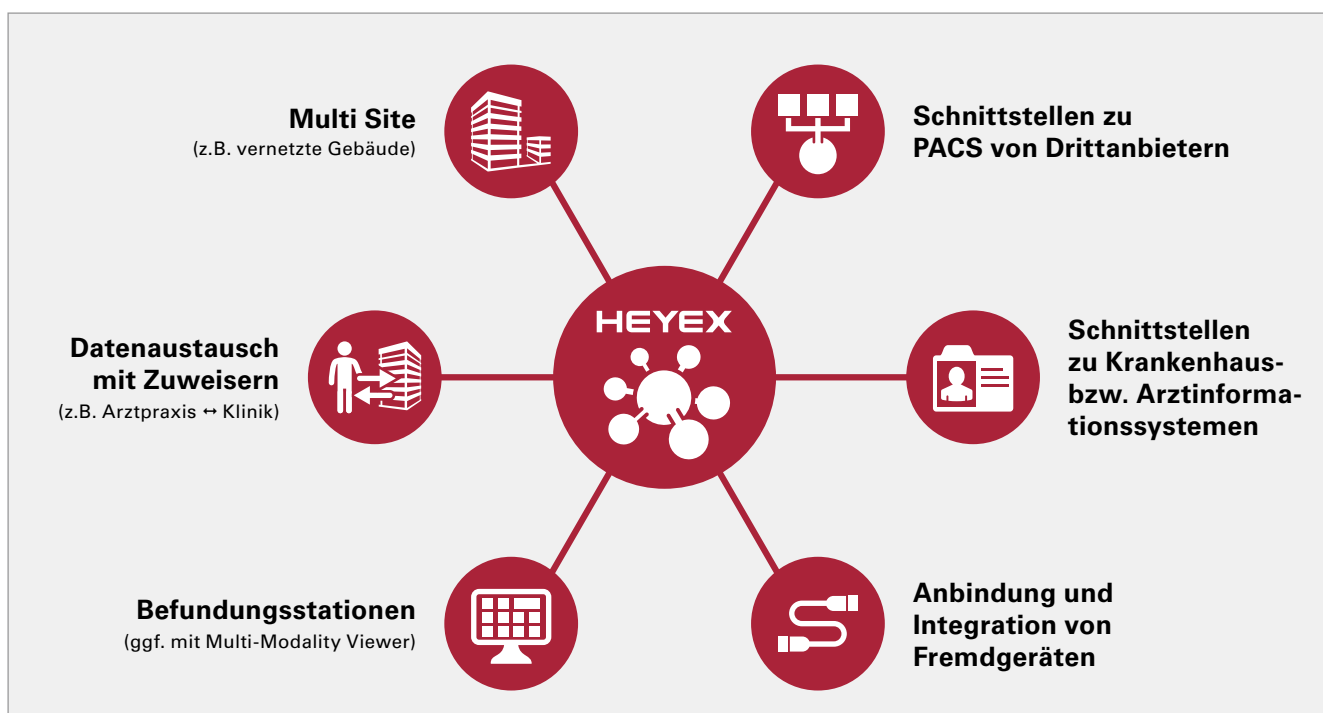 Multi Site
(z.B. vernetzte Gebäude)
Schnittstellen zu
PACS von Drittanbietern
HEYEX
Datenaustausch
mit Zuweisern
(z.B. Arztpraxis ↔ Klinik)
Schnittstellen
zu Krankenhaus-
bzw. Arztinforma-
tionssystemen
Befundungsstationen
(ggf. mit Multi-Modality Viewer)
Anbindung und
Integration von
Fremdgeräten